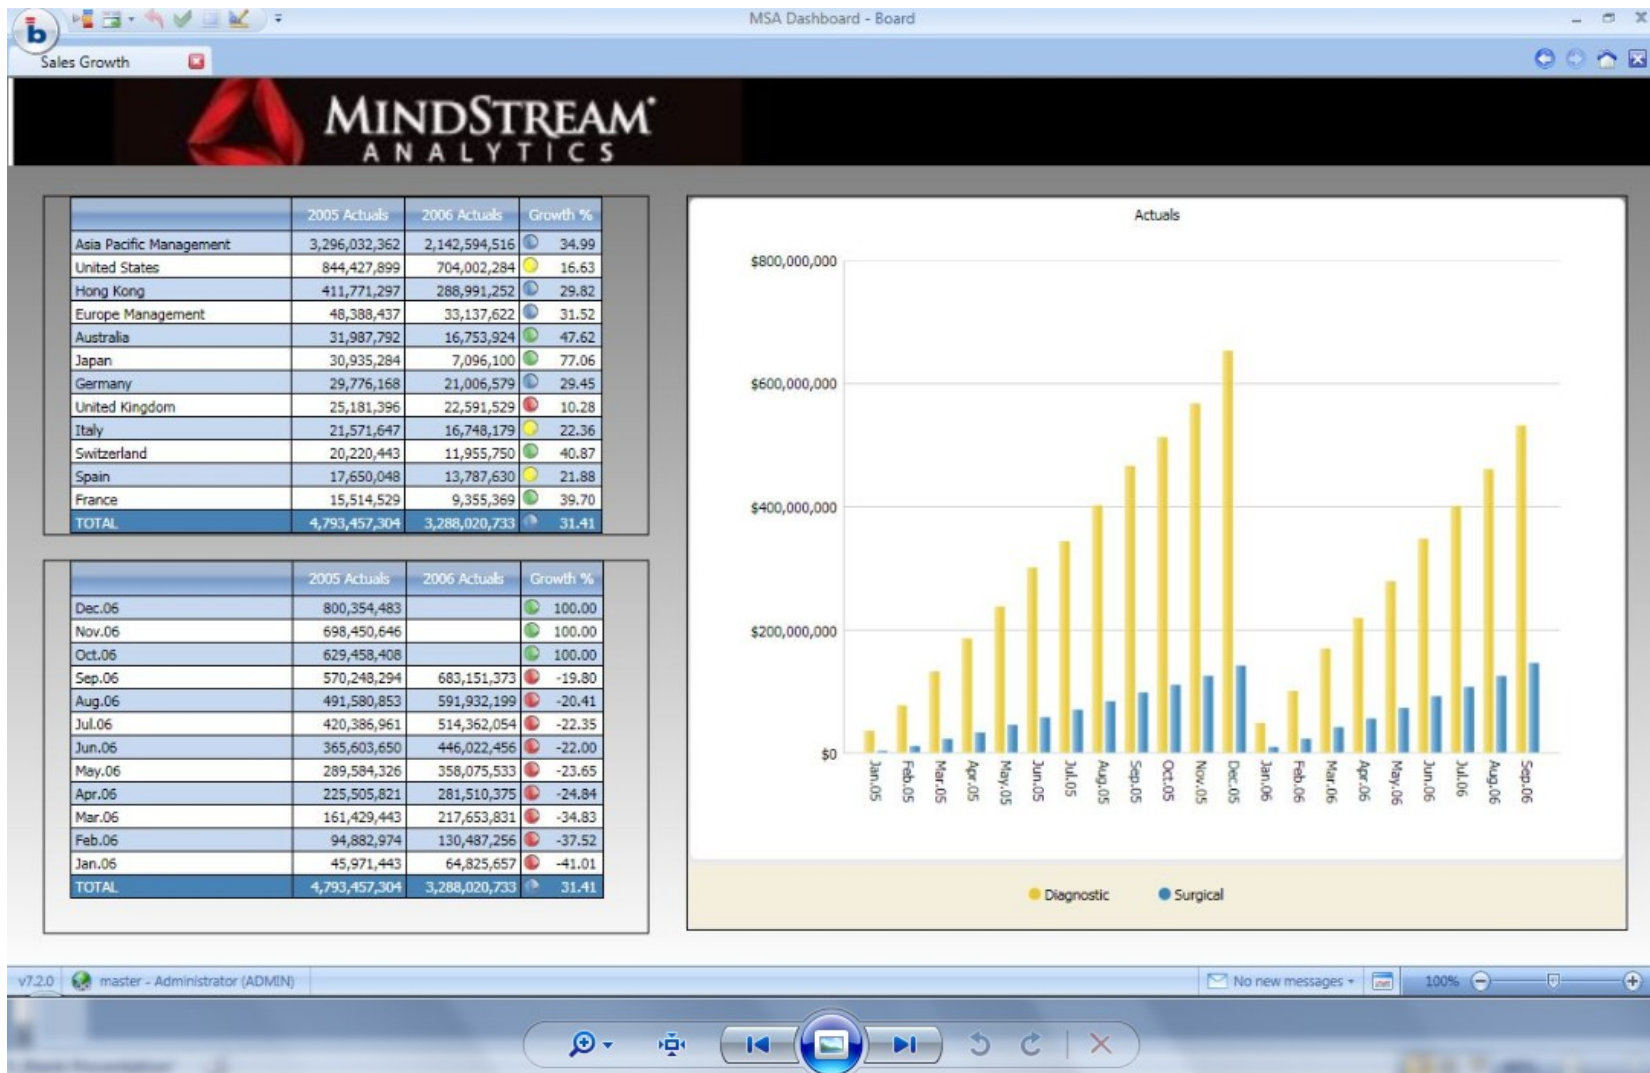 MSA Dashboard - Board
b
Sales Growth
MINDSTREAM
ANALYTICS
2005 Actuals 2006 Actuals Growth %
Asia Pacific Management 3,296,032,362 2,142,594,516 34.99
United States 844,427,899 704,002,284 16.63
Hong Kong 411,771,297 288,991,252 29.82
Europe Management 48,388,437 33,137,622 31.52
Australia 31,987,792 16,753,924 47.62
Japan 30,935,284 7,096,100 77.06
Germany 29,776,168 21,006,579 29.45
United Kingdom 25,181,396 22,591,529 10.28
Italy 21,571,647 16,748,179 22.36
Switzerland 20,220,443 11,955,750 40.87
Spain 17,650,048 13,787,630 21.88
France 15,514,529 9,355,369 39.70
TOTAL 4,793,457,304 3,288,020,733 31.41
2005 Actuals 2006 Actuals Growth %
Dec.06 800,354,483 100.00
Nov.06 698,450,646 100.00
Oct.06 629,458,408 100.00
Sep.06 570,248,294 683,151,373 -19.80
Aug.06 491,580,853 591,932,199 -20.41
Jul.06 420,386,961 514,362,054 -22.35
Jun.06 365,603,650 446,022,456 -22.00
May.06 289,584,326 358,075,533 -23.65
Apr.06 225,505,821 281,510,375 -24.84
Mar.06 161,429,443 217,653,831 -34.83
Feb.06 94,882,974 130,487,256 -37.52
Jan.06 45,971,443 64,825,657 -41.01
TOTAL 4,793,457,304 3,288,020,733 31.41
Actuals
$800,000,000
$600,000,000
$400,000,000
$200,000,000
$0
Jan.05 Feb.05 Mar.05 Apr.05 May.05 Jun.05 Jul.05 Aug.05 Sep.05 Oct.05 Nov.05 Dec.05 Jan.06 Feb.06 Mar.06 Apr.06 May.06 Jun.06 Jul.06 Aug.06 Sep.06
Diagnostic Surgical
v7.2.0 master - Administrator (ADMIN) No new messages 100%